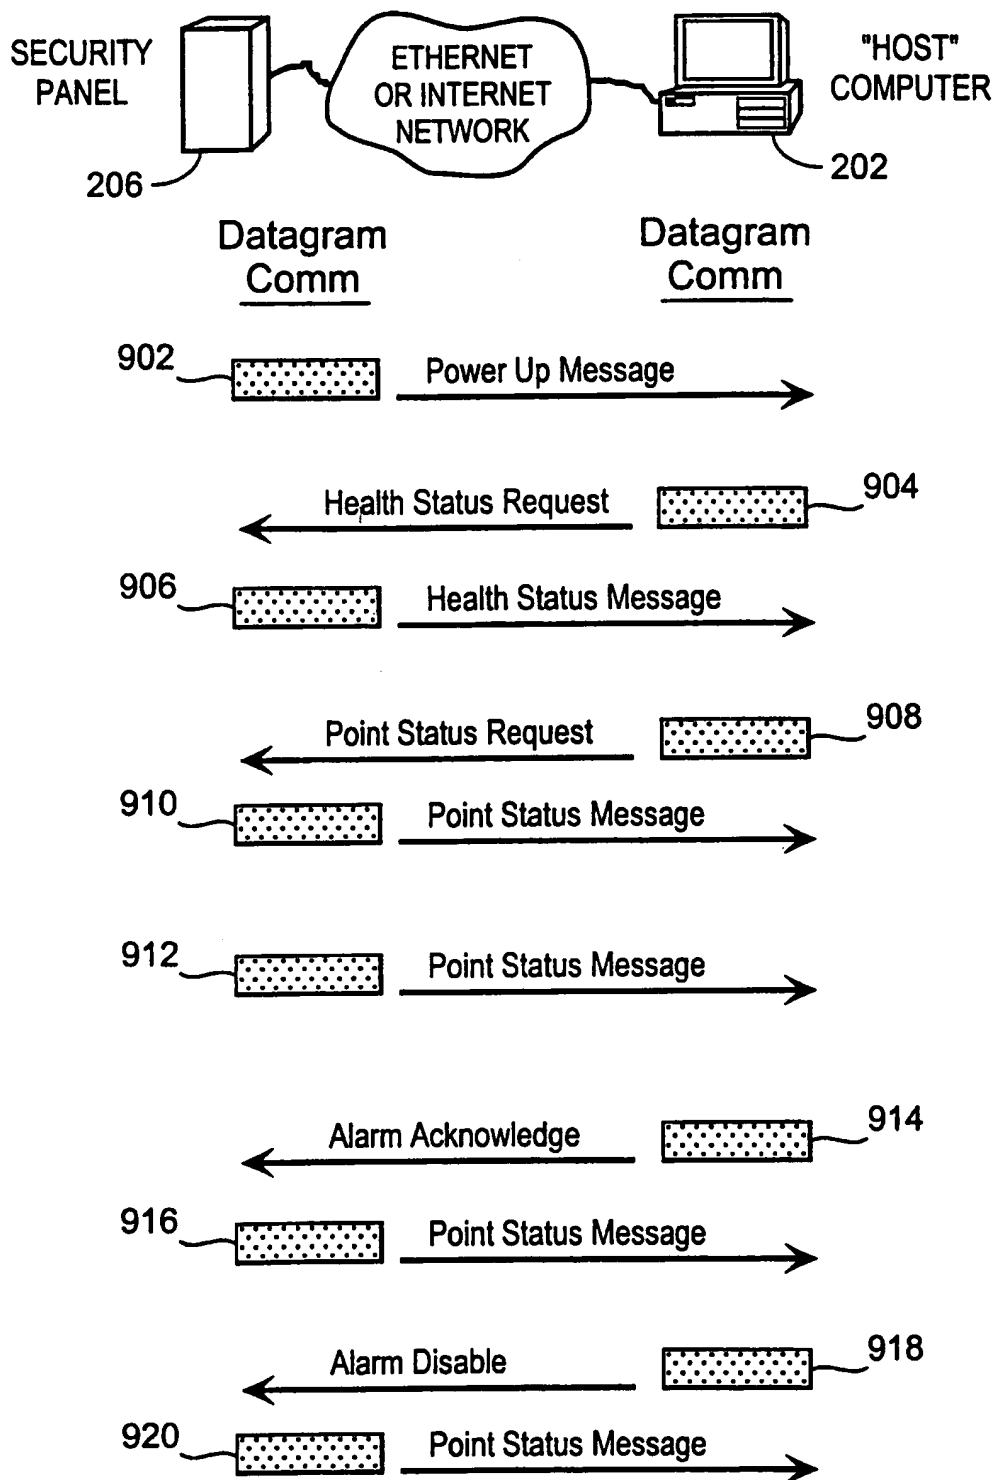 SECURITY
PANEL
ETHERNET
OR INTERNET
NETWORK
"HOST"
COMPUTER
206
202
Datagram
Comm
Datagram
Comm
902
Power Up Message
Health Status Request
904
906
Health Status Message
Point Status Request
908
910
Point Status Message
912
Point Status Message
Alarm Acknowledge
914
916
Point Status Message
Alarm Disable
918
920
Point Status Message